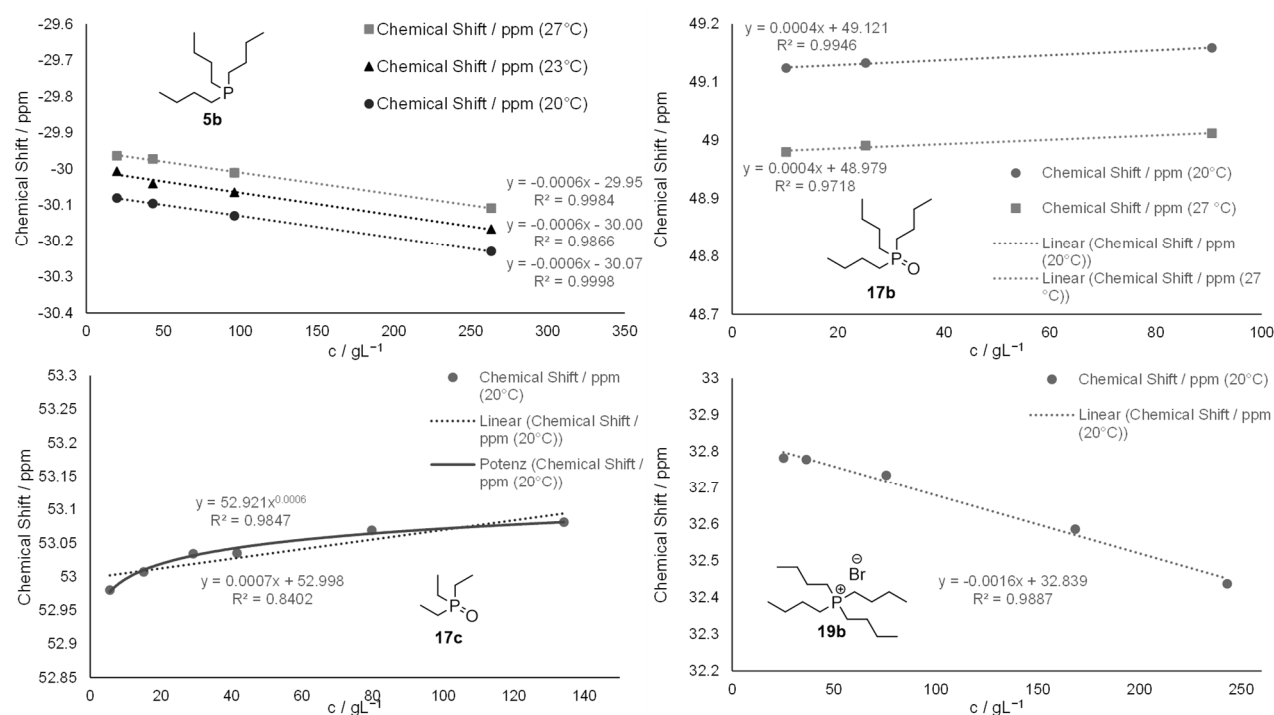 -29.6
-29.7
-29.8
-29.9
-30
-30.1
-30.2
-30.3
-30.4
Chemical Shift / ppm
P
5b
Chemical Shift / ppm (27°C)
Chemical Shift / ppm (23°C)
Chemical Shift / ppm (20°C)
y = -0.0006x - 29.95
R² = 0.9984
y = -0.0006x - 30.00
R² = 0.9866
y = -0.0006x - 30.07
R² = 0.9998
0 50 100 150 200 250 300 350
c / gL⁻¹
49.2
49.1
49
48.9
48.8
48.7
Chemical Shift / ppm
y = 0.0004x + 49.121
R² = 0.9946
y = 0.0004x + 48.979
R² = 0.9718
P
O
17b
Chemical Shift / ppm (20°C)
Chemical Shift / ppm (27 °C)
Linear (Chemical Shift / ppm
(20°C))
Linear (Chemical Shift / ppm (27
°C))
0 20 40 60 80 100
c / gL⁻¹
53.3
53.25
53.2
53.15
53.1
53.05
53
52.95
52.9
52.85
Chemical Shift / ppm
Chemical Shift / ppm
(20°C)
Linear (Chemical Shift /
ppm (20°C))
Potenz (Chemical Shift /
ppm (20°C))
y = 52.921x⁰·⁰⁰⁰⁶
R² = 0.9847
y = 0.0007x + 52.998
R² = 0.8402
P
O
17c
0 20 40 60 80 100 120 140
c / gL⁻¹
33
32.9
32.8
32.7
32.6
32.5
32.4
32.3
32.2
Chemical Shift / ppm
Chemical Shift / ppm (20°C)
Linear (Chemical Shift / ppm
(20°C))
⊖
Br
⊕
P
19b
y = -0.0016x + 32.839
R² = 0.9887
0 50 100 150 200 250
c / gL⁻¹